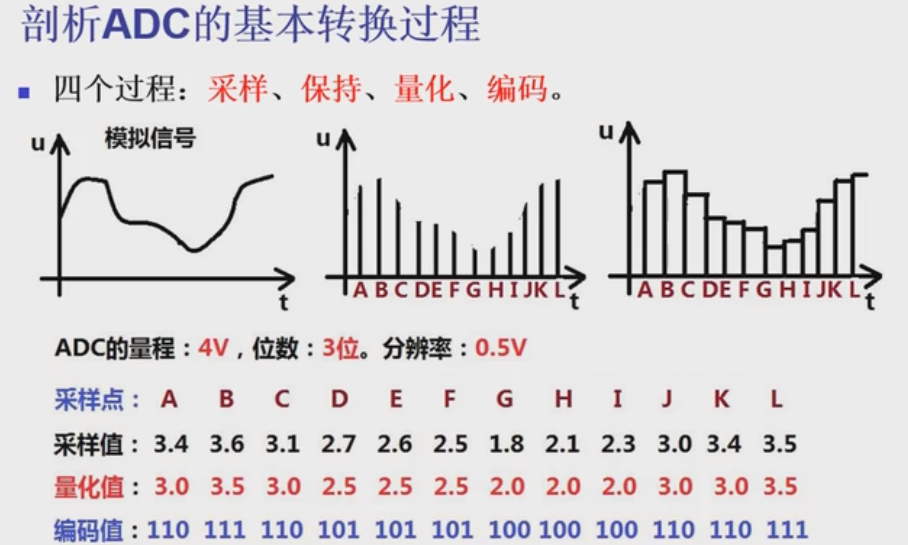 剖析ADC的基本转换过程
四个过程：采样、保持、量化、编码。
u 模拟信号 t
u A B C D E F G H I J K L t
u A B C D E F G H I J K L t
ADC的量程：4V，位数：3位。分辨率：0.5V
采样点： A B C D E F G H I J K L
采样值： 3.4 3.6 3.1 2.7 2.6 2.5 1.8 2.1 2.3 3.0 3.4 3.5
量化值： 3.0 3.5 3.0 2.5 2.5 2.5 2.0 2.0 2.0 3.0 3.0 3.5
编码值：110 111 110 101 101 101 100 100 100 110 110 111